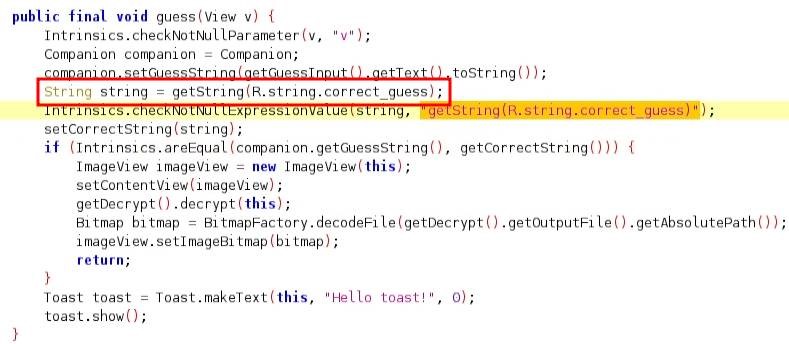 public final void guess(View v) {
Intrinsics.checkNotNullParameter(v, "v");
Companion companion = Companion;
companion.setGuessString(getGuessInput().getText().toString());
String string = getString(R.string.correct_guess);
Intrinsics.checkNotNullExpressionValue(string, "getString(R.string.correct_guess)");
setCorrectString(string);
if (Intrinsics.areEqual(companion.getGuessString(), getCorrectString())) {
ImageView imageView = new ImageView(this);
setContentView(imageView);
getDecrypt().decrypt(this);
Bitmap bitmap = BitmapFactory.decodeFile(getDecrypt().getOutputFile().getAbsolutePath());
imageView.setImageBitmap(bitmap);
return;
}
Toast toast = Toast.makeText(this, "Hello toast!", 0);
toast.show();
}